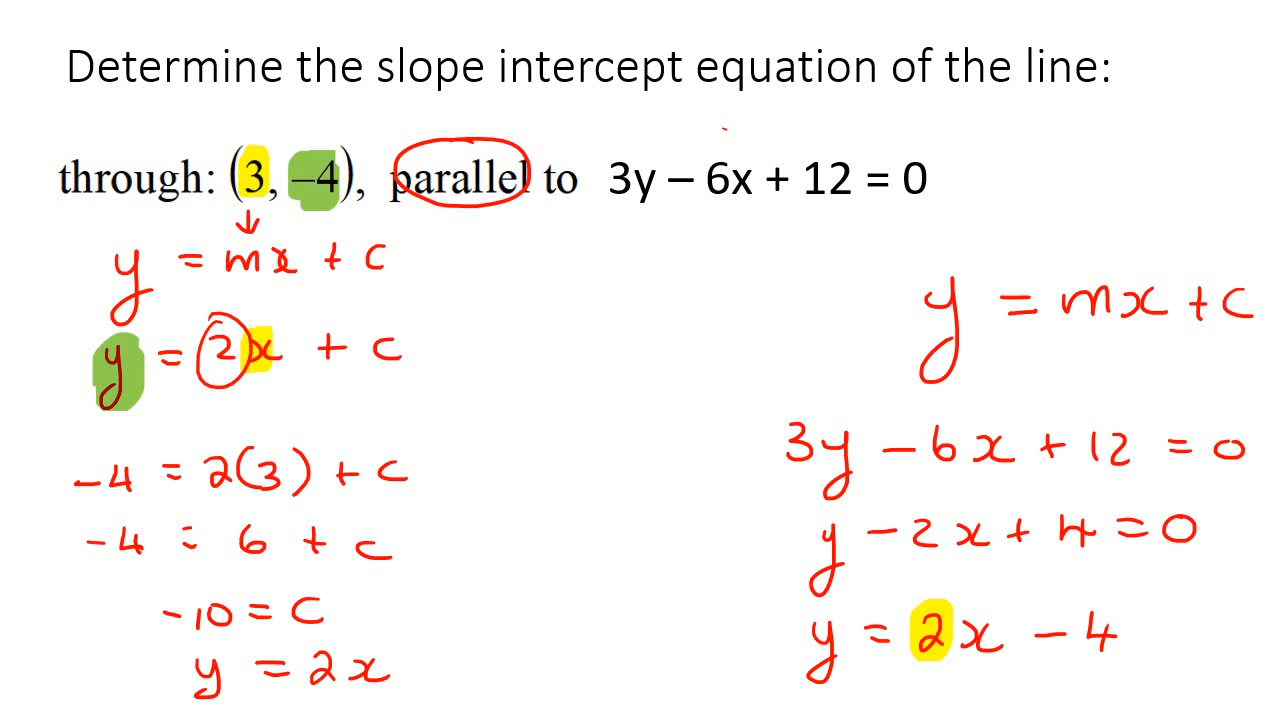 Determine the slope intercept equation of the line:
through: (3, –4), parallel to 3y – 6x + 12 = 0
y = mx + c
y = 2x + c
-4 = 2(3) + c
-4 = 6 + c
-10 = c
y = 2x
y = mx + c
3y - 6x + 12 = 0
y - 2x + 4 = 0
y = 2x - 4